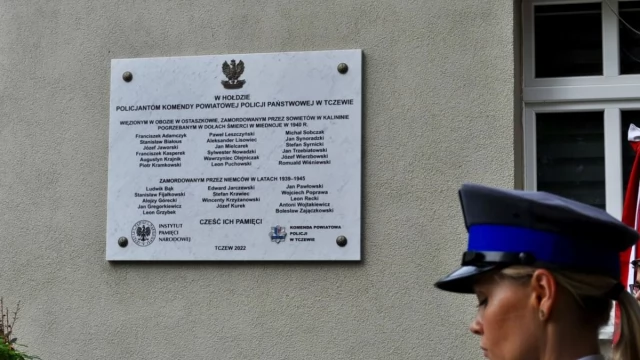 W HOŁDZIE
POLICJANTOM KOMENDY POWIATOWEJ POLICJI PAŃSTWOWEJ W TCZEWIE
WIĘZIONYM W OBOZIE W OSTASZKOWIE, ZAMORDOWANYM PRZEZ SOWIETÓW W KALININIE
POGRZEBANYM W DOŁACH ŚMIERCI W MIEDNOJE W 1940 R.
Franciszek Adamczyk
Stanisław Białous
Józef Jaworski
Franciszek Kasperek
Augustyn Krajnik
Piotr Kramkowski
Paweł Leszczyński
Aleksander Lisowiec
Jan Mielcarek
Sylwester Nowadzki
Wawrzyniec Olejniczak
Leon Puchowski
Michał Sobczak
Jan Synoradzki
Stefan Syrnicki
Jan Trzebiatowski
Józef Wierzbowski
Romuald Wiśniewski
ZAMORDOWANYM PRZEZ NIEMCÓW W LATACH 1939-1945
Ludwig Bąk
Stanisław Fijałkowski
Alojzy Górecki
Jan Gregorkiewicz
Leon Grzybek
Edward Jarczewski
Stefan Krawiec
Wincenty Krzyżanowski
Józef Kurek
Jan Pawłowski
Wojciech Poprawa
Leon Recki
Antoni Wojtakiewicz
Bolesław Zajączkowski
CZEŚĆ ICH PAMIĘCI
INSTYTUT
PAMIĘCI
NARODOWEJ
KOMENDA POWIATOWA
POLICJI
W TCZEWIE
TCZEW 2022